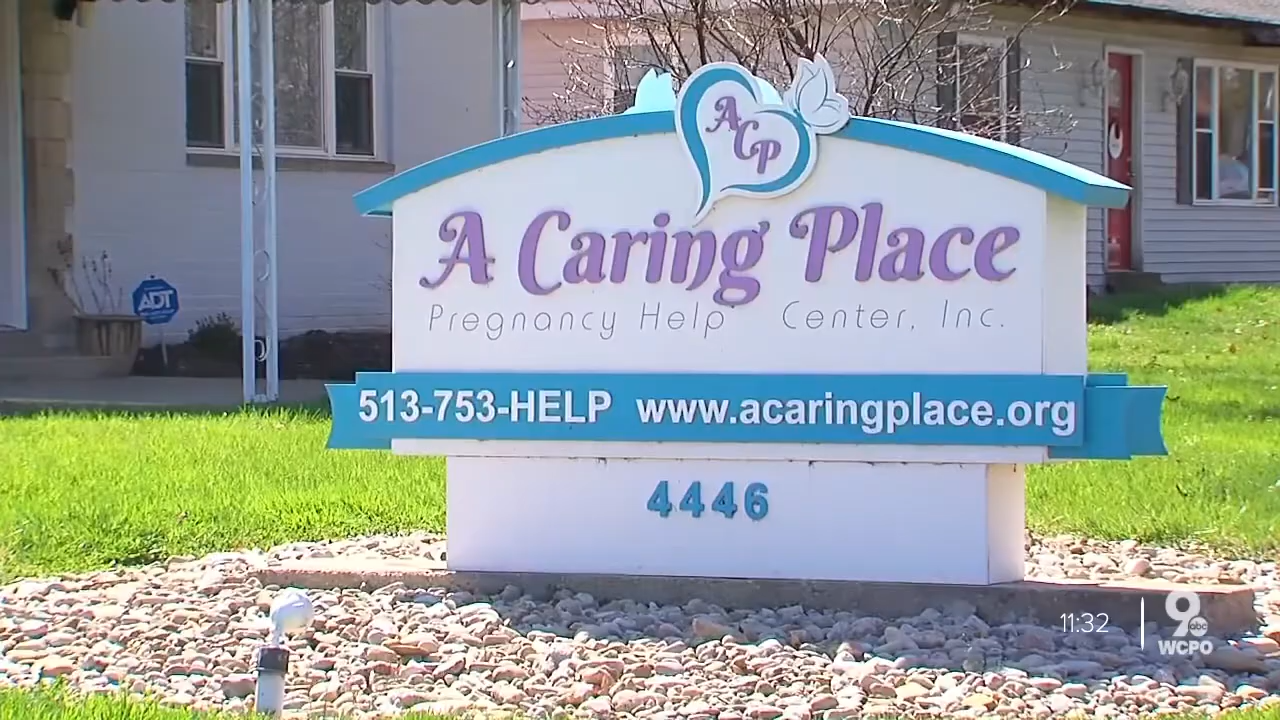 ACP
A Caring Place
Pregnancy Help Center, Inc.
ADT
513-753-HELP www.acaringplace.org
4446
11:32
9
abc
WCPO